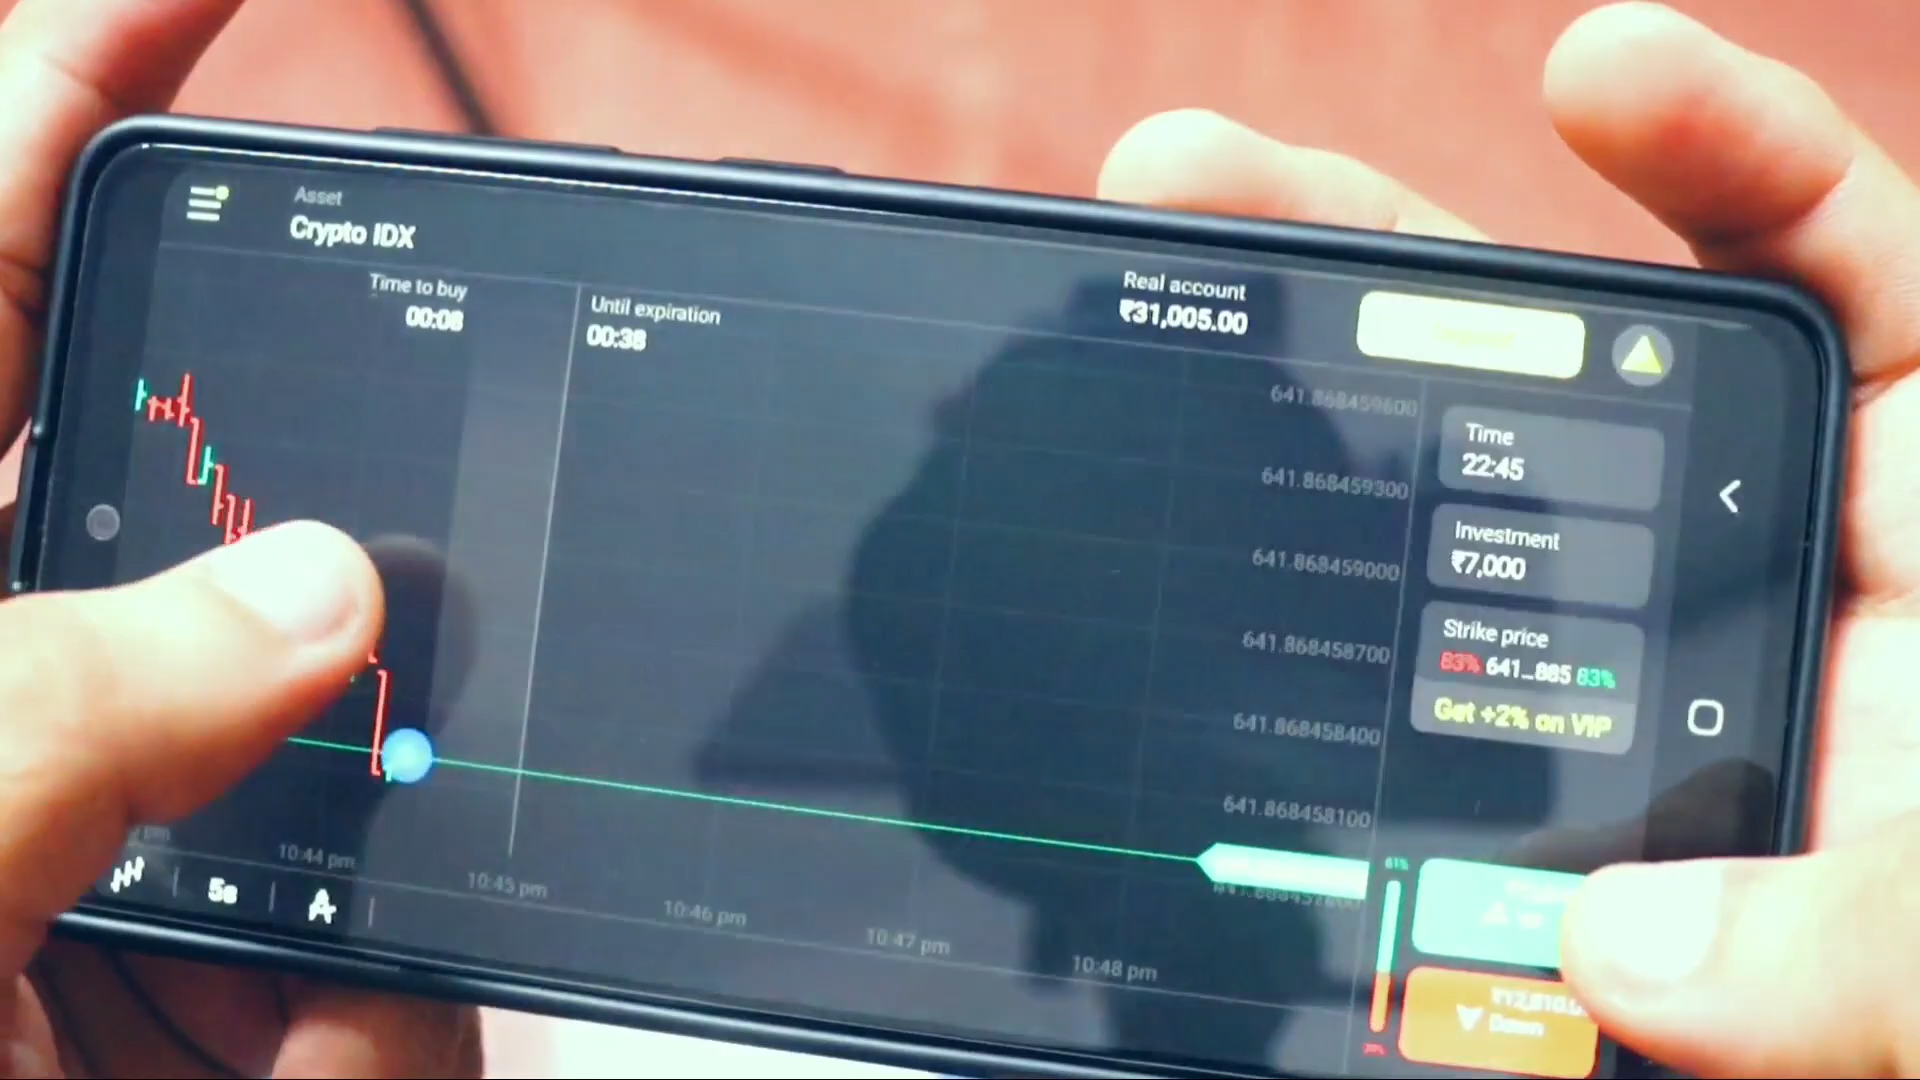 Asset
Crypto IDX
Time to buy
00:08
Until expiration
00:38
Real account
₹31,005.00
641.868459600
641.868459300
641.868459000
641.868458700
641.868458400
641.868458100
Time
22:45
Investment
₹7,000
Strike price
83% 641...885 83%
Get +2% on VIP
61%
Down
10:44 pm
10:45 pm
10:46 pm
10:47 pm
10:48 pm
5s